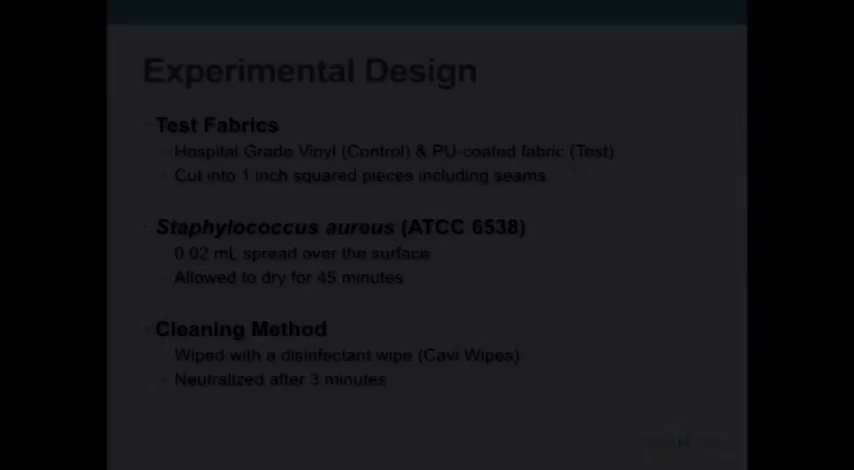 Experimental Design
Test Fabrics
- Hospital Grade Vinyl (Control) & PU-coated fabric (Test)
- Cut into 1 inch squared pieces including seams
Staphylococcus aureus (ATCC 6538)
- 0.02 mL spread over the surface
- Allowed to dry for 45 minutes
Cleaning Method
- Wiped with a disinfectant wipe (Cavi Wipes)
- Neutralized after 3 minutes